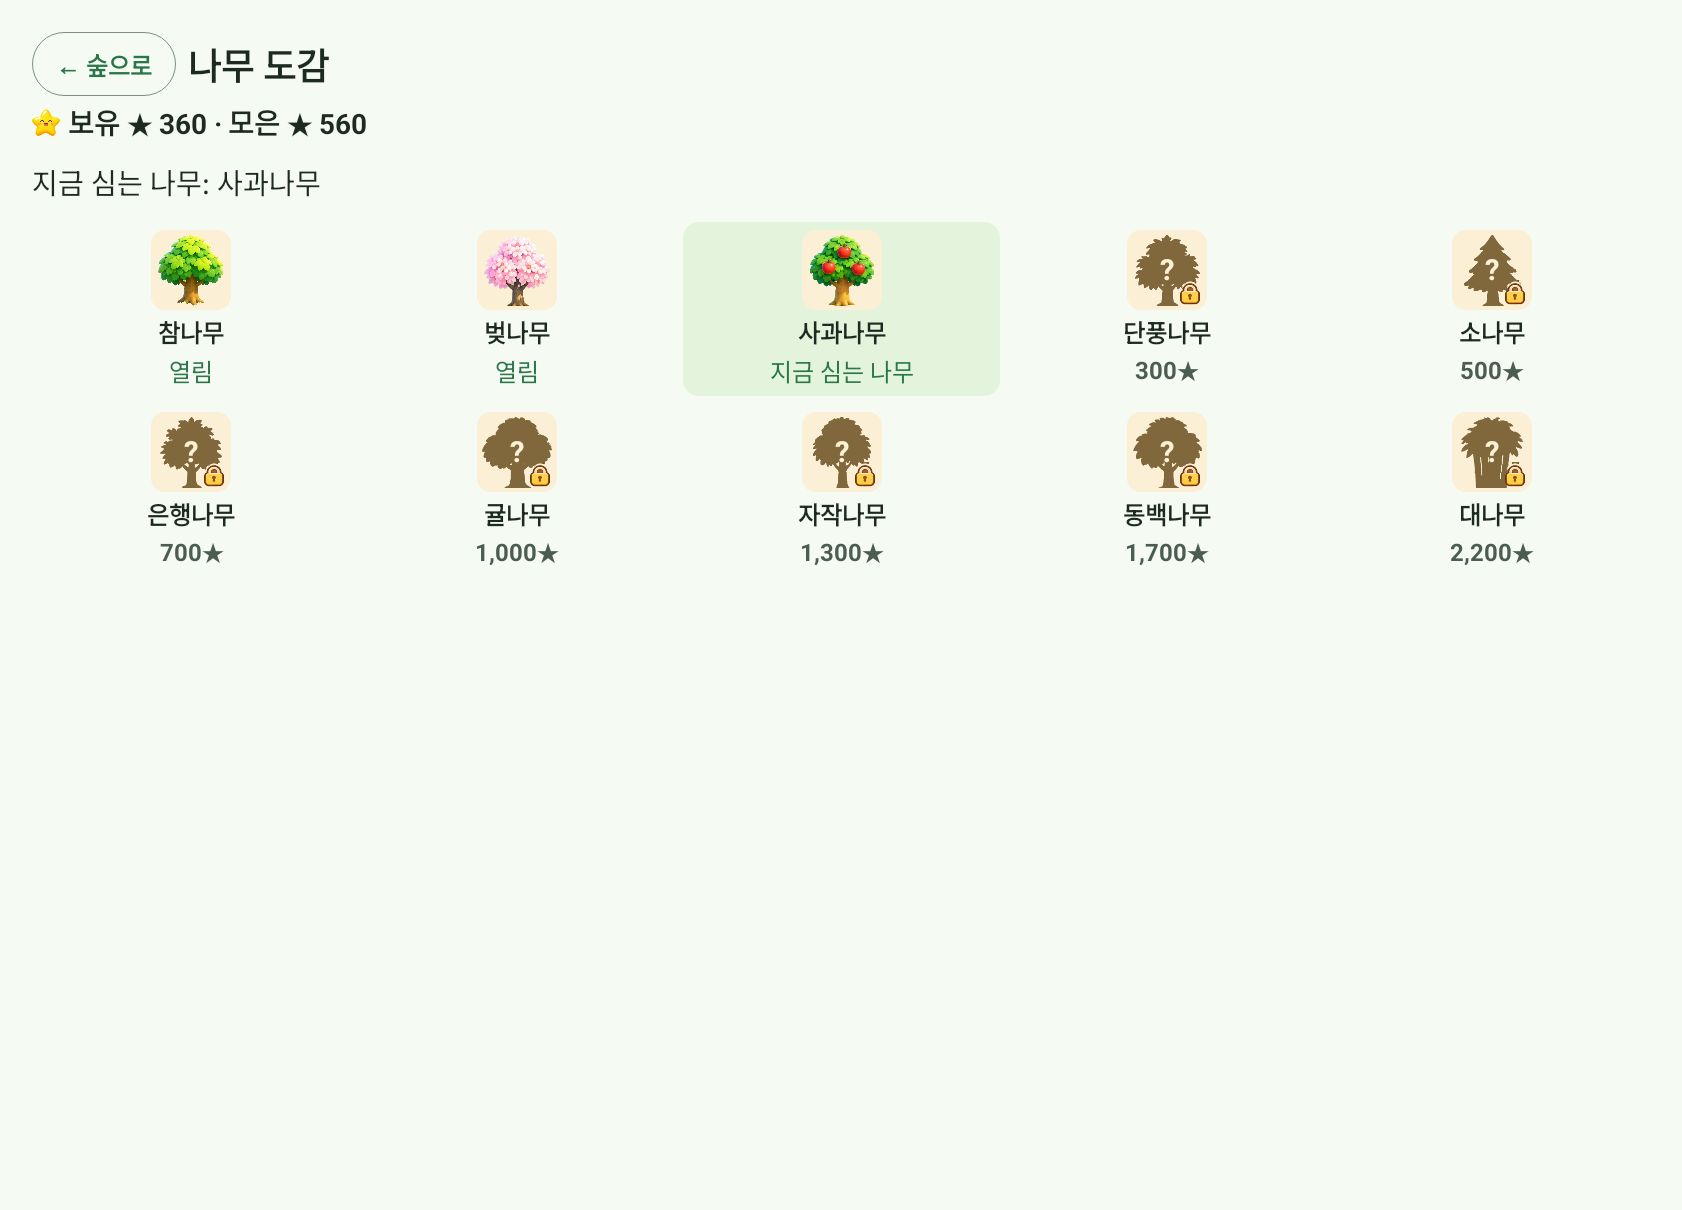 ← 숲으로 나무 도감
보유 ★ 360 · 모은 ★ 560
지금 심는 나무: 사과나무
참나무 벚나무 사과나무 단풍나무 소나무
열림 열림 지금 심는 나무 300★ 500★
? ?
은행나무 귤나무 자작나무 동백나무 대나무
700★ 1,000★ 1,300★ 1,700★ 2,200★
? ? ? ? ?